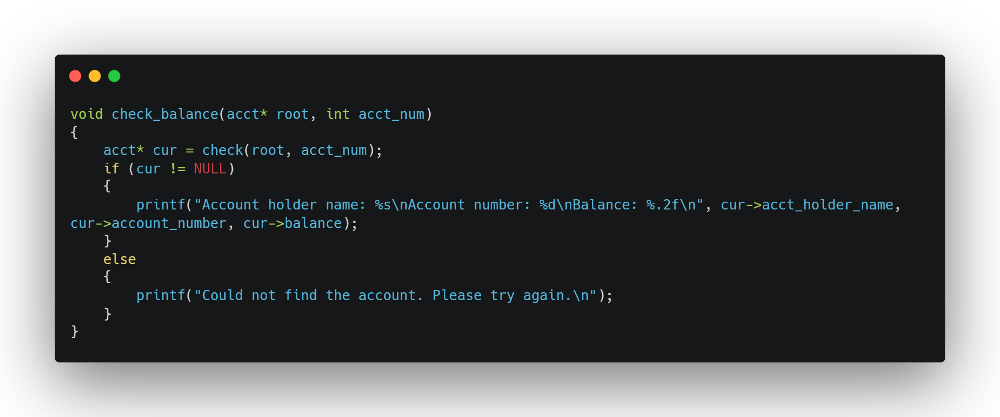 void check_balance(acct* root, int acct_num)
{
    acct* cur = check(root, acct_num);
    if (cur != NULL)
    {
        printf("Account holder name: %s\nAccount number: %d\nBalance: %.2f\n", cur->acct_holder_name,
cur->account_number, cur->balance);
    }
    else
    {
        printf("Could not find the account. Please try again.\n");
    }
}